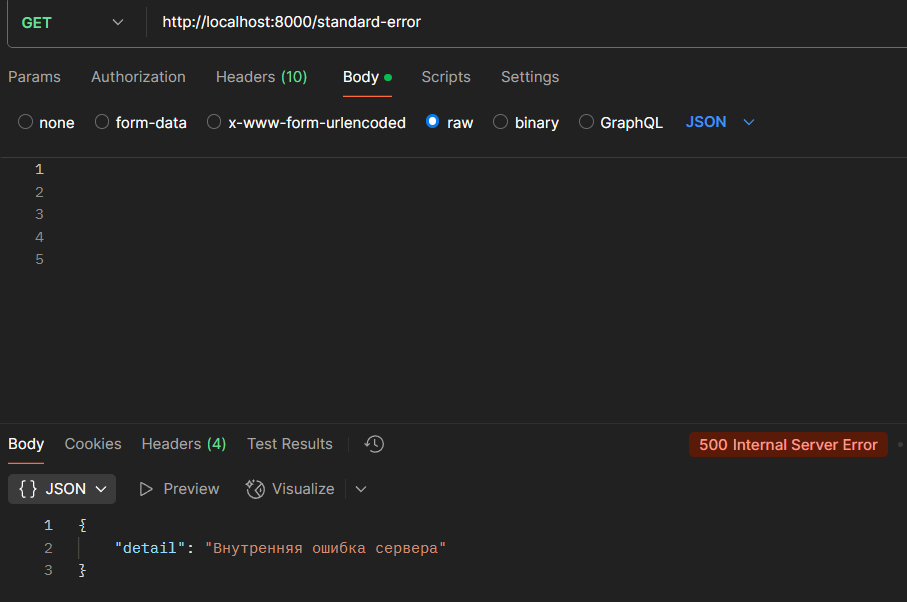 GET http://localhost:8000/standard-error
Params Authorization Headers (10) Body Scripts Settings
none form-data x-www-form-urlencoded raw binary GraphQL JSON
1
2
3
4
5
Body Cookies Headers (4) Test Results 500 Internal Server Error
{} JSON Preview Visualize
1 {
2 "detail": "Внутренняя ошибка сервера"
3 }